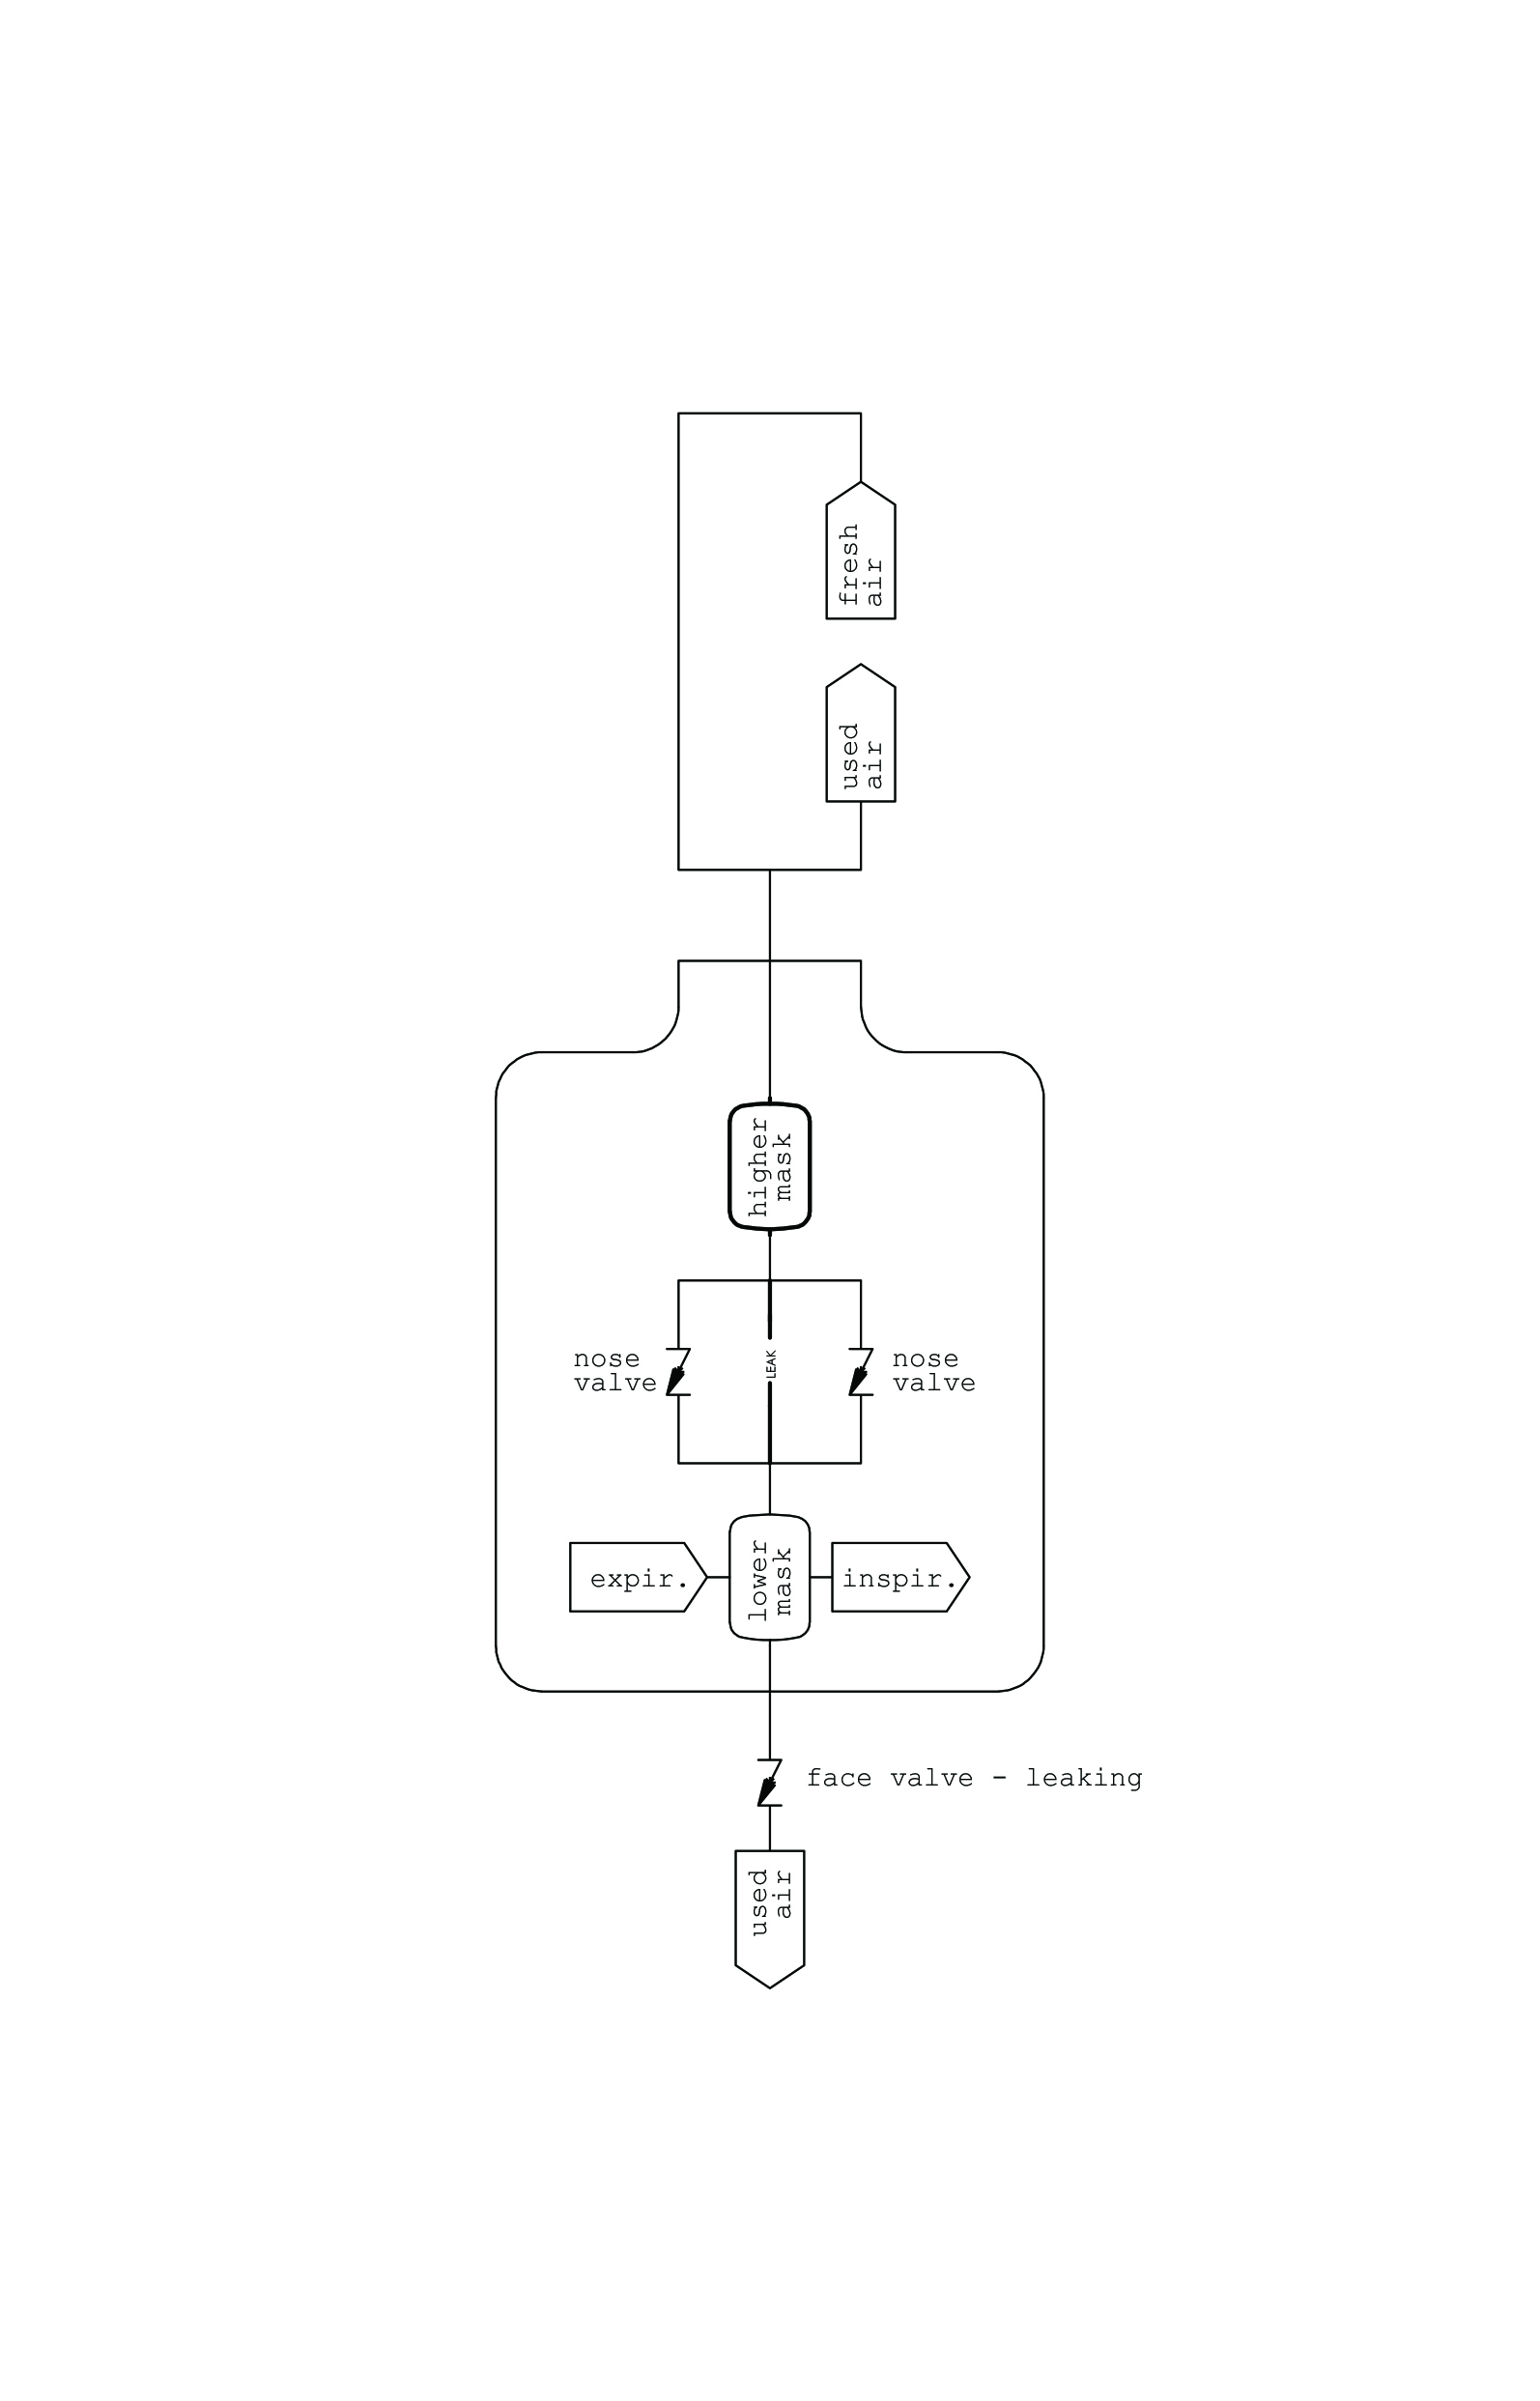 fresh
air
used
air
higher
mask
nose
valve
LEAK
nose
valve
expir.
lower
mask
inspir.
face valve - leaking
used
air